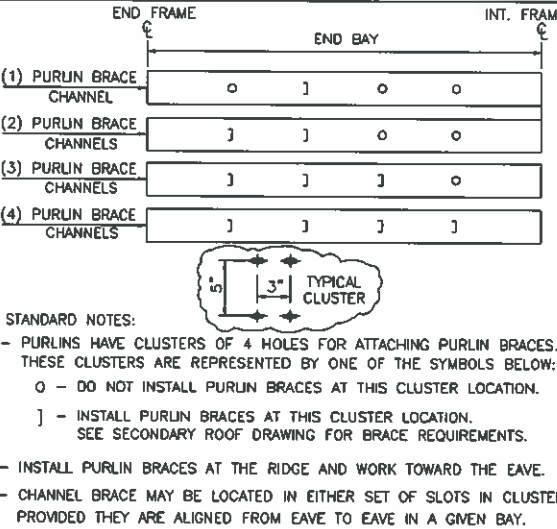 END FRAME
INT. FRAM
℄
℄
END BAY
(1) PURLIN BRACE
CHANNEL
(2) PURLIN BRACE
CHANNELS
(3) PURLIN BRACE
CHANNELS
(4) PURLIN BRACE
CHANNELS
5"
3"
TYPICAL
CLUSTER
STANDARD NOTES:
- PURLINS HAVE CLUSTERS OF 4 HOLES FOR ATTACHING PURLIN BRACES.
THESE CLUSTERS ARE REPRESENTED BY ONE OF THE SYMBOLS BELOW:
O - DO NOT INSTALL PURLIN BRACES AT THIS CLUSTER LOCATION.
] - INSTALL PURLIN BRACES AT THIS CLUSTER LOCATION.
SEE SECONDARY ROOF DRAWING FOR BRACE REQUIREMENTS.
- INSTALL PURLIN BRACES AT THE RIDGE AND WORK TOWARD THE EAVE.
- CHANNEL BRACE MAY BE LOCATED IN EITHER SET OF SLOTS IN CLUSTER
PROVIDED THEY ARE ALIGNED FROM EAVE TO EAVE IN A GIVEN BAY.